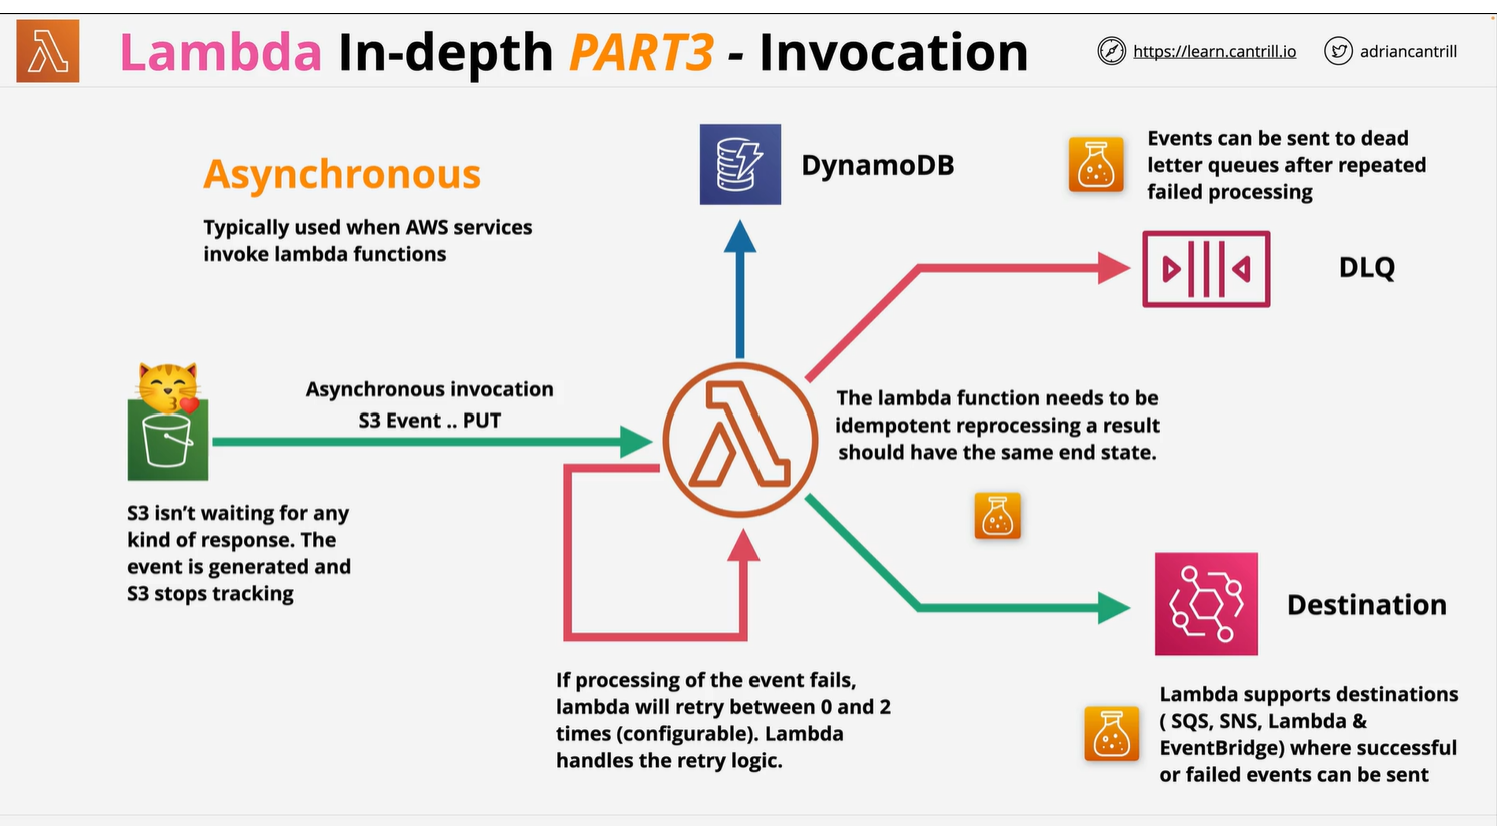 Lambda In-depth PART3 - Invocation
https://learn.cantrill.io
adriancantrill
Asynchronous
Typically used when AWS services
invoke lambda functions
DynamoDB
Events can be sent to dead
letter queues after repeated
failed processing
DLQ
Asynchronous invocation
S3 Event .. PUT
The lambda function needs to be
idempotent reprocessing a result
should have the same end state.
S3 isn’t waiting for any
kind of response. The
event is generated and
S3 stops tracking
Destination
If processing of the event fails,
lambda will retry between 0 and 2
times (configurable). Lambda
handles the retry logic.
Lambda supports destinations
( SQS, SNS, Lambda &
EventBridge) where successful
or failed events can be sent